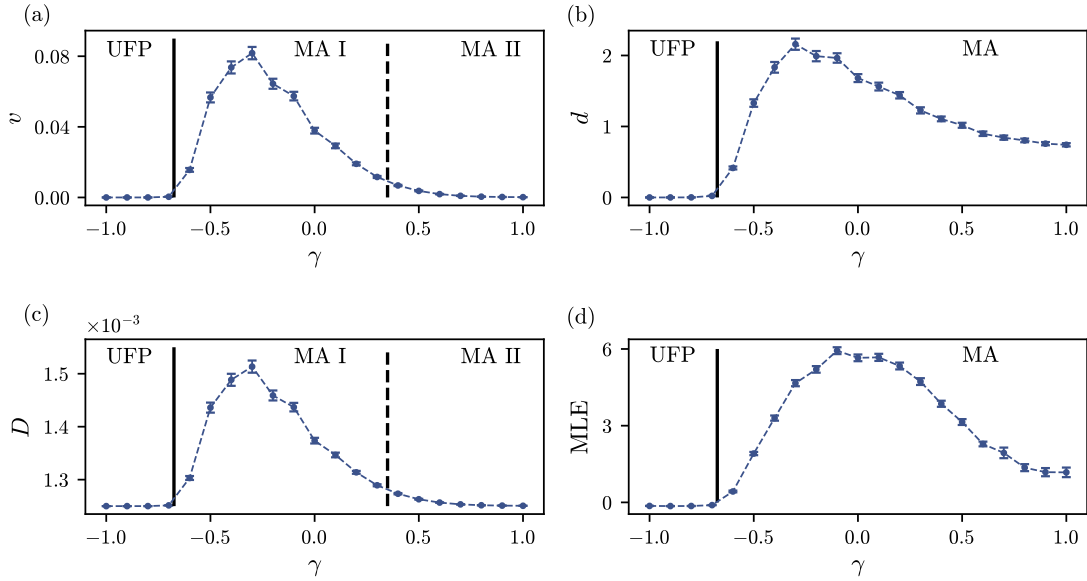 (a)
UFP MA I MA II
0.08
0.04
0.00
v
−1.0 −0.5 0.0 0.5 1.0
γ
(b)
UFP MA
2
1
0
d
−1.0 −0.5 0.0 0.5 1.0
γ
(c)
×10⁻³
UFP MA I MA II
1.5
1.4
1.3
D
−1.0 −0.5 0.0 0.5 1.0
γ
(d)
UFP MA
6
3
0
MLE
−1.0 −0.5 0.0 0.5 1.0
γ